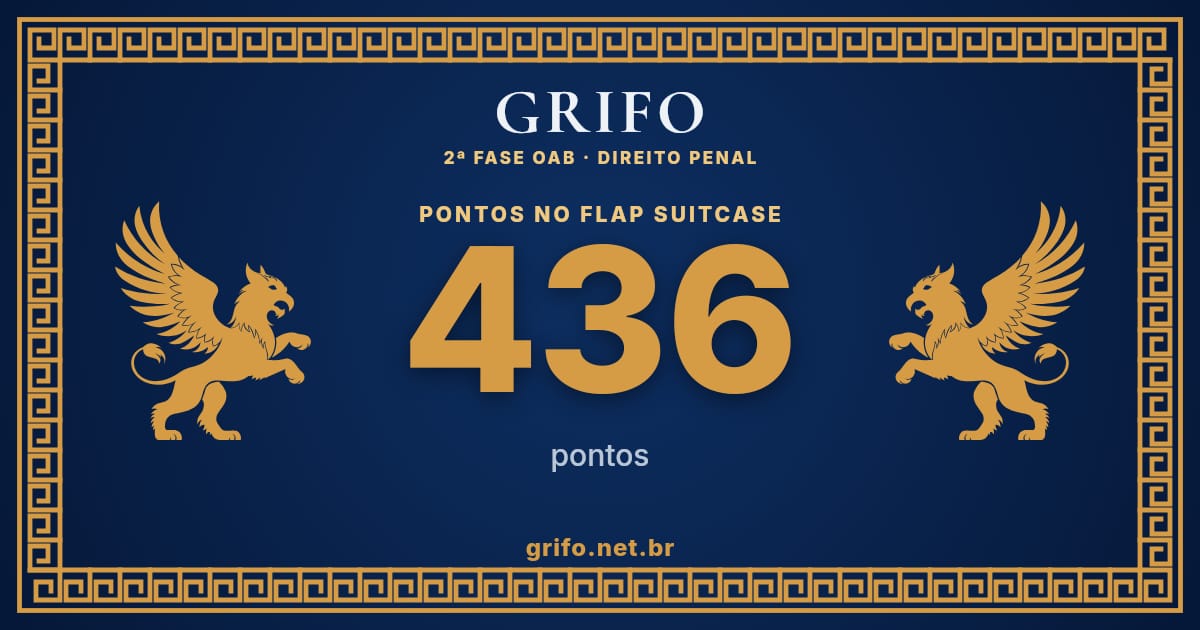 GRIFO
2ª FASE OAB · DIREITO PENAL
PONTOS NO FLAP SUITCASE
436
pontos
grifo.net.br